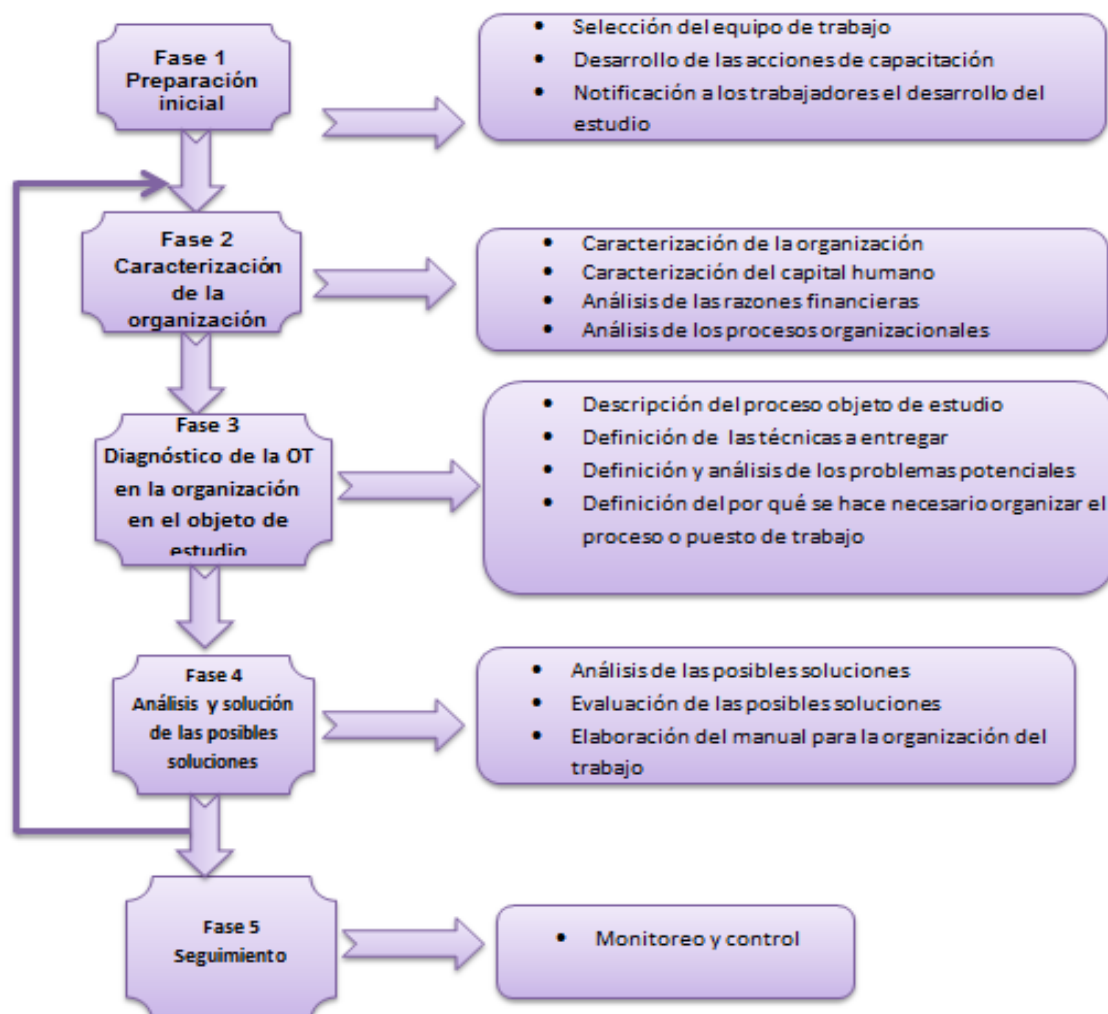 Fase 1
Preparación
inicial
• Selección del equipo de trabajo
• Desarrollo de las acciones de capacitación
• Notificación a los trabajadores el desarrollo del
estudio
Fase 2
Caracterización
de la
organización
• Caracterización de la organización
• Caracterización del capital humano
• Análisis de las razones financieras
• Análisis de los procesos organizacionales
Fase 3
Diagnóstico de la OT
en la organización
en el objeto de
estudio
• Descripción del proceso objeto de estudio
• Definición de las técnicas a entregar
• Definición y análisis de los problemas potenciales
• Definición del por qué se hace necesario organizar el
proceso o puesto de trabajo
Fase 4
Análisis y solución
de las posibles
soluciones
• Análisis de las posibles soluciones
• Evaluación de las posibles soluciones
• Elaboración del manual para la organización del
trabajo
Fase 5
Seguimiento
• Monitoreo y control